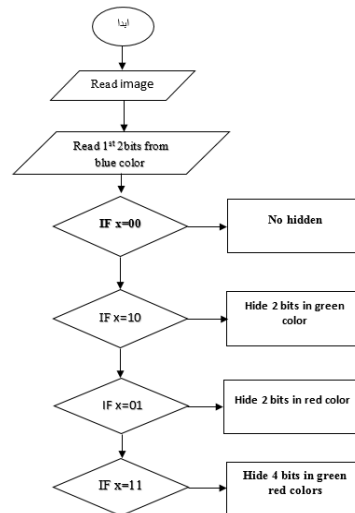 ابدا
Read image
Read 1st 2bits from
blue color
IF x=00
No hidden
IF x=10
Hide 2 bits in green
color
IF x=01
Hide 2 bits in red color
IF x=11
Hide 4 bits in green
red colors